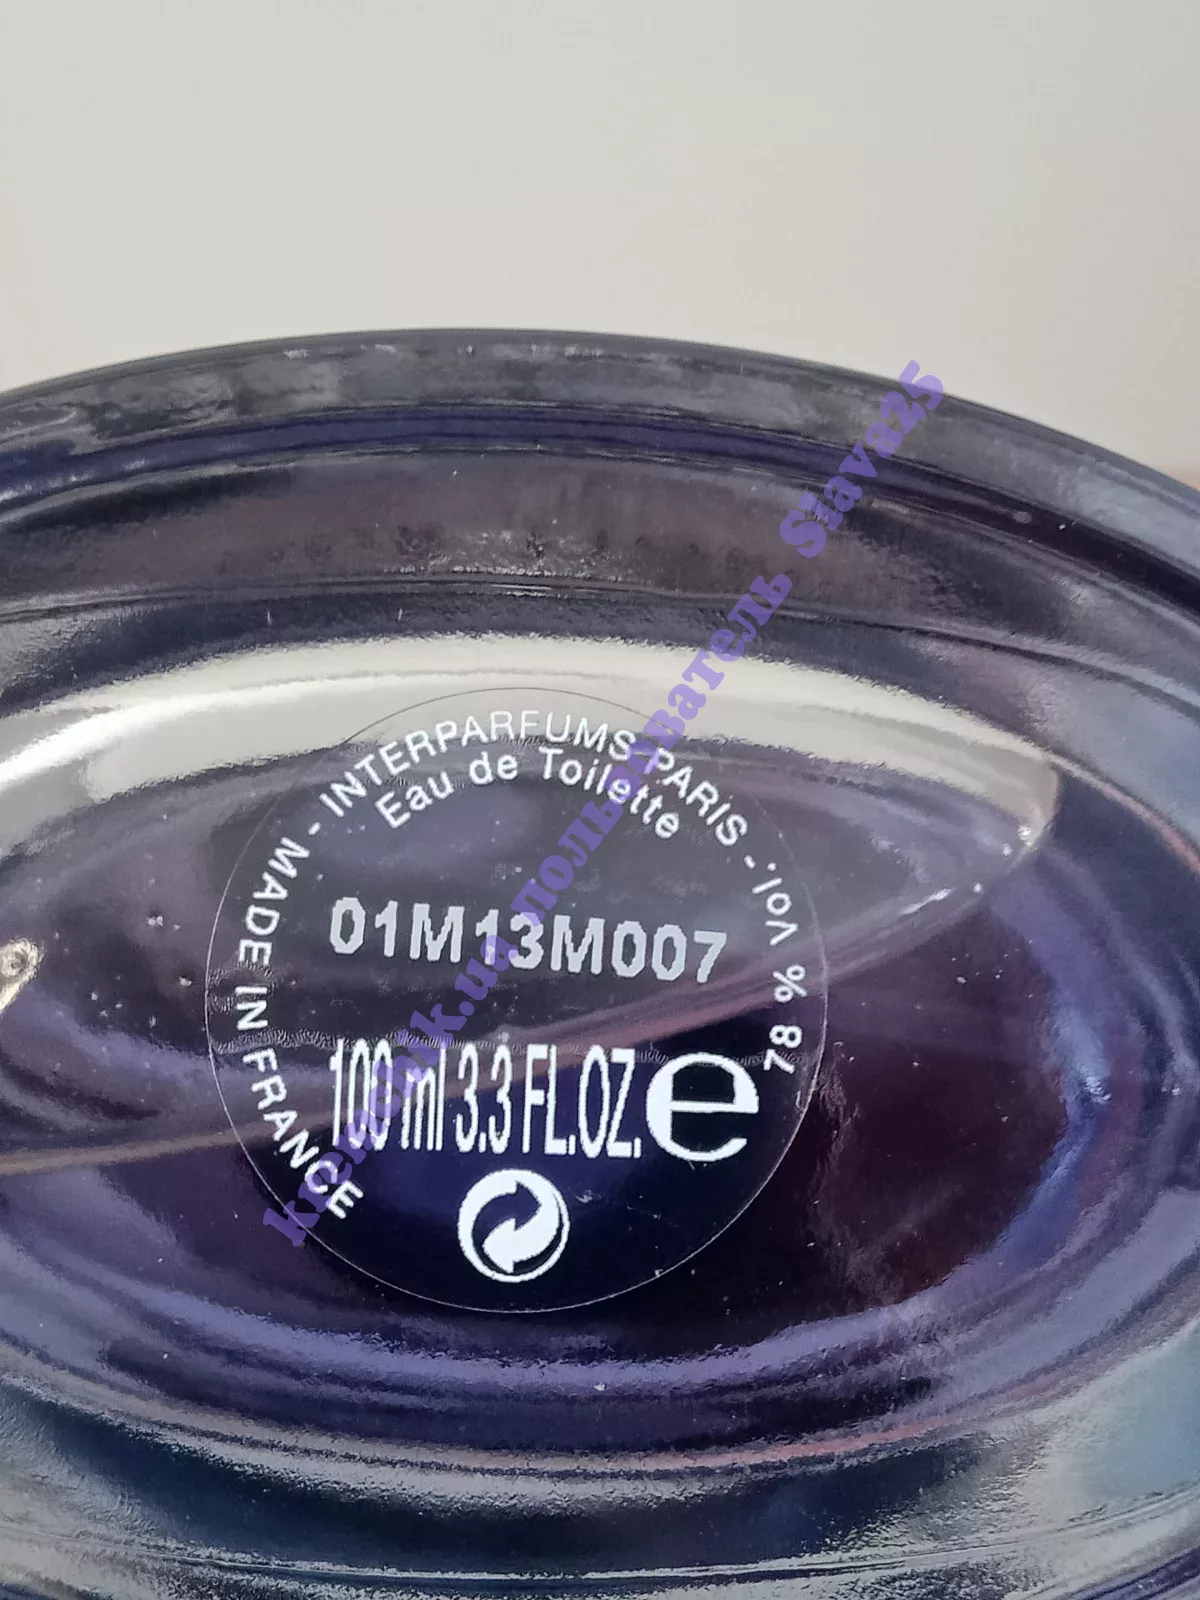 MADE IN FRANCE - INTERPARFUMS PARIS - 78 % Vol.
Eau de Toilette
01M13M007
100 ml 3.3 FL.OZ. e
kremenchuk.ua пользователь Slava25